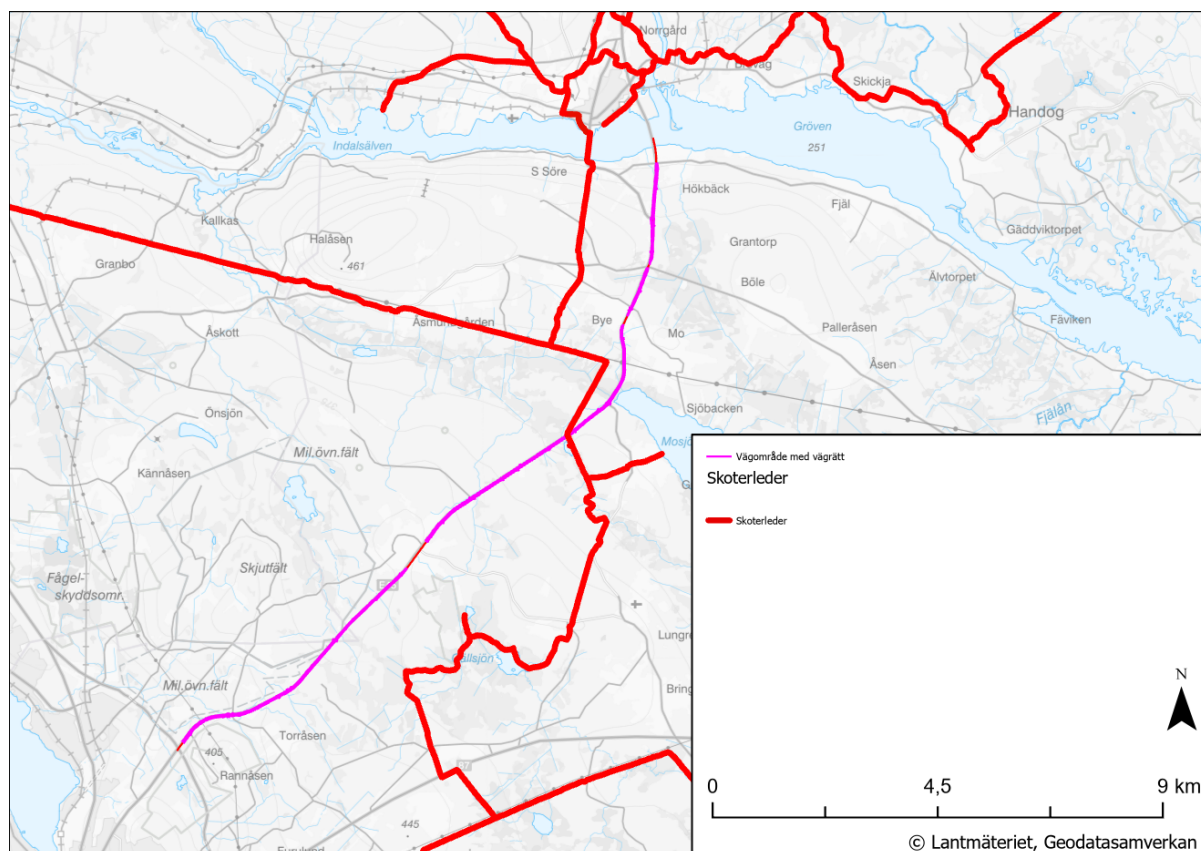 Norrgård
Skickja
Handog
Gröven
251
Indalsälven
S Söre
Hökbäck
Fjäl
Kallkas
Gäddviktorpet
Halåsen
461
Grantorp
Granbo
Böle
Älvtorpet
Åsmundgården
Bye
Fäviken
Åskott
Mo
Palleråsen
Åsen
Önsjön
Sjöbacken
Fjälån
Mil.övn.fält
Kännåsen
Vägområde med vägrätt
Skoterleder
Skoterleder
Skjutfält
Fågel-
skyddsomr.
Mil.övn.fält
N
Torråsen
405
Rannåsen
0 4,5 9 km
445
© Lantmäteriet, Geodatasamverkan